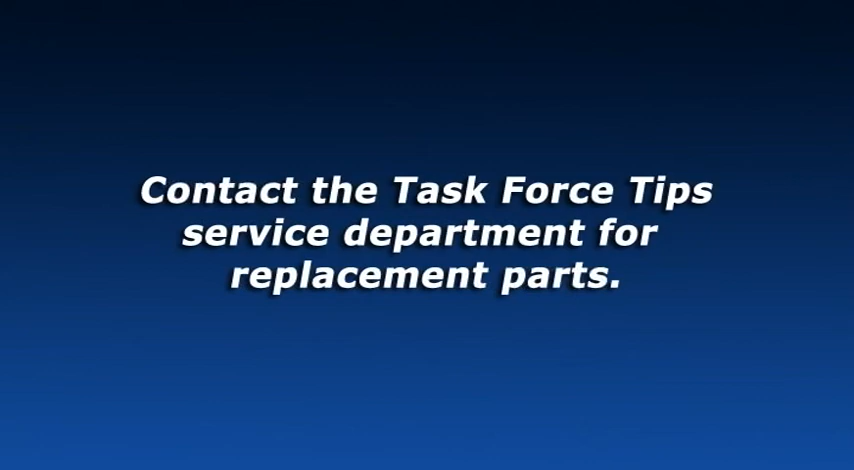 Contact the Task Force Tips
service department for
replacement parts.